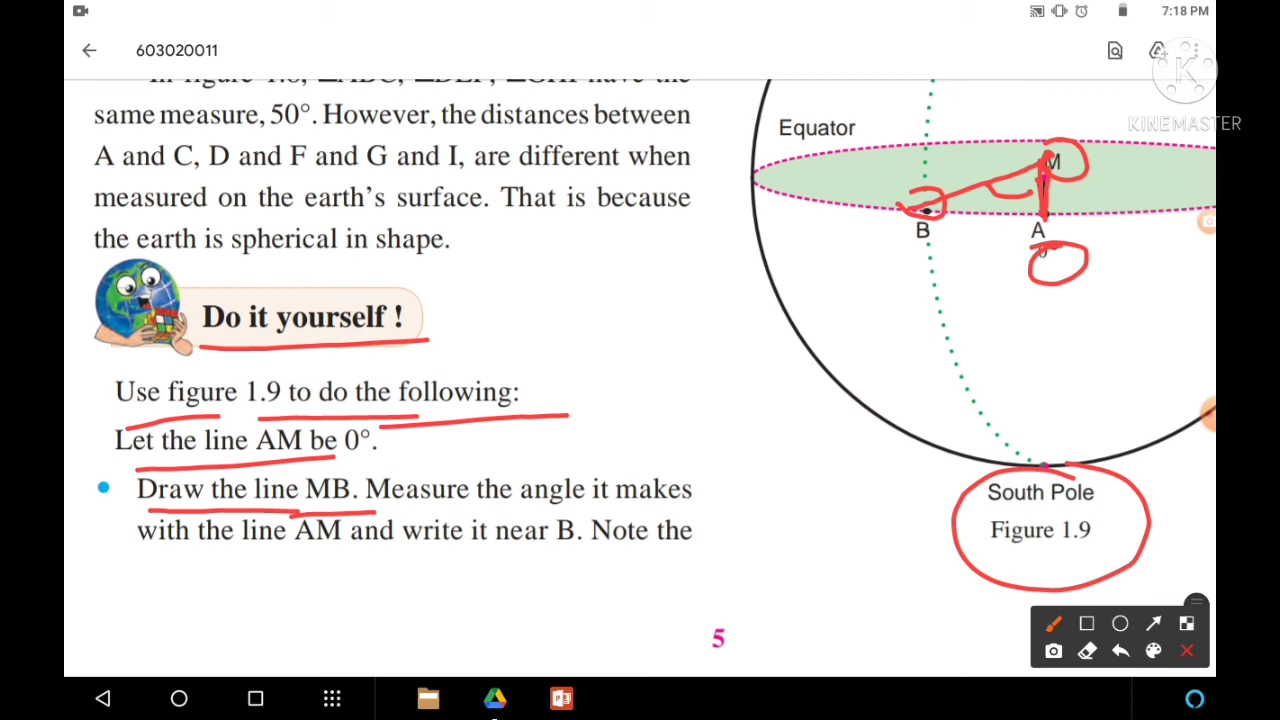 7:18 PM
603020011
K
KINEMASTER
same measure, 50°. However, the distances between
A and C, D and F and G and I, are different when
measured on the earth's surface. That is because
the earth is spherical in shape.
Do it yourself !
Use figure 1.9 to do the following:
Let the line AM be 0°.
• Draw the line MB. Measure the angle it makes
with the line AM and write it near B. Note the
5
Equator
M
B
A
South Pole
Figure 1.9